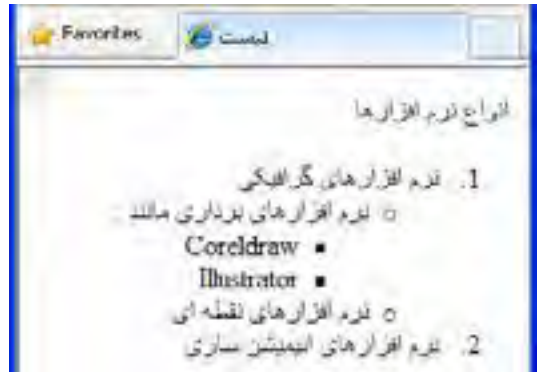 Favorites
لیست
انواع نرم افزارها
1. نرم افزارهای گرافیکی
○ نرم افزارهای برداری مانند :
▪ Coreldraw
▪ Illustrator
○ نرم افزارهای نقطه ای
2. نرم افزارهای انیمیشن سازی